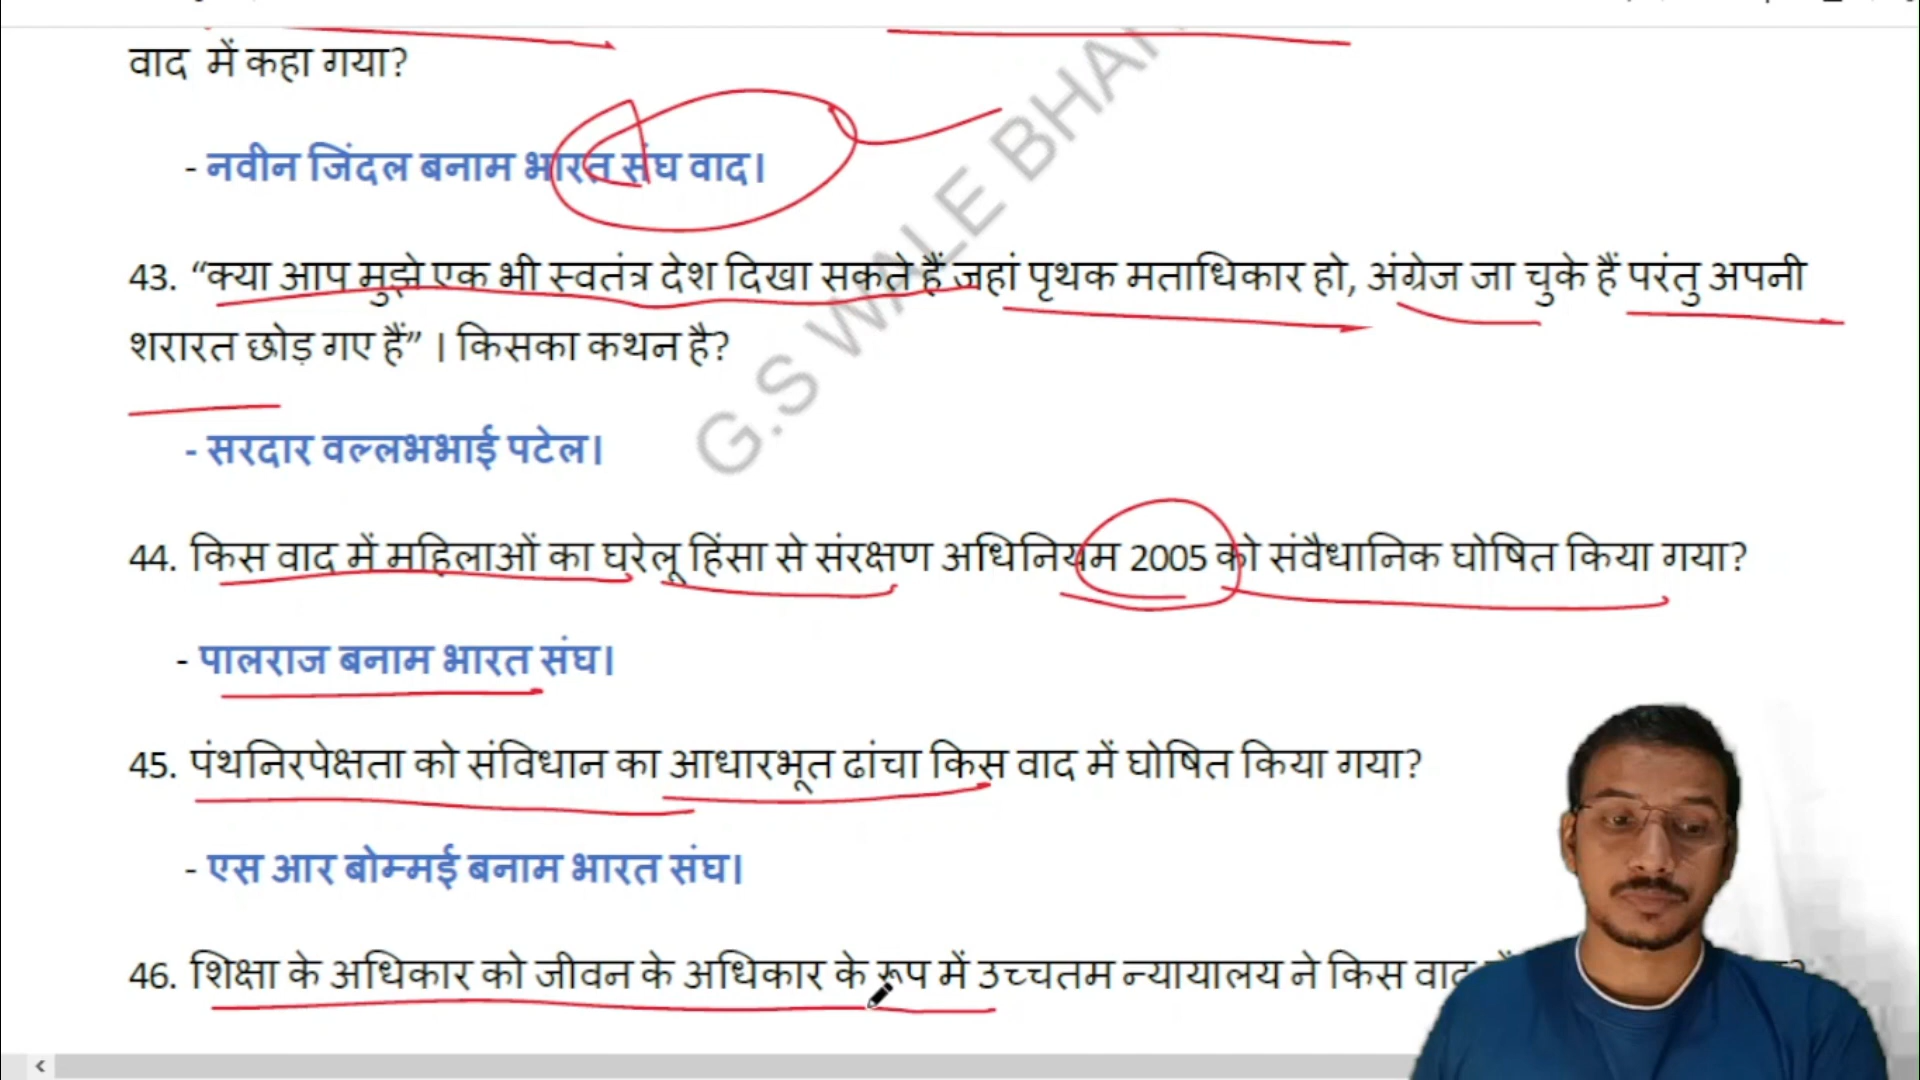 वाद में कहा गया?
- नवीन जिंदल बनाम भारत संघ वाद।
43. “क्या आप मुझे एक भी स्वतंत्र देश दिखा सकते हैं जहां पृथक मताधिकार हो, अंग्रेज जा चुके हैं परंतु अपनी
शरारत छोड़ गए हैं” । किसका कथन है?
- सरदार वल्लभभाई पटेल।
44. किस वाद में महिलाओं का घरेलू हिंसा से संरक्षण अधिनियम 2005 को संवैधानिक घोषित किया गया?
- पालराज बनाम भारत संघ।
45. पंथनिरपेक्षता को संविधान का आधारभूत ढांचा किस वाद में घोषित किया गया?
- एस आर बोम्मई बनाम भारत संघ।
46. शिक्षा के अधिकार को जीवन के अधिकार के रूप में उच्चतम न्यायालय ने किस वाद
G.S WALE BHAI